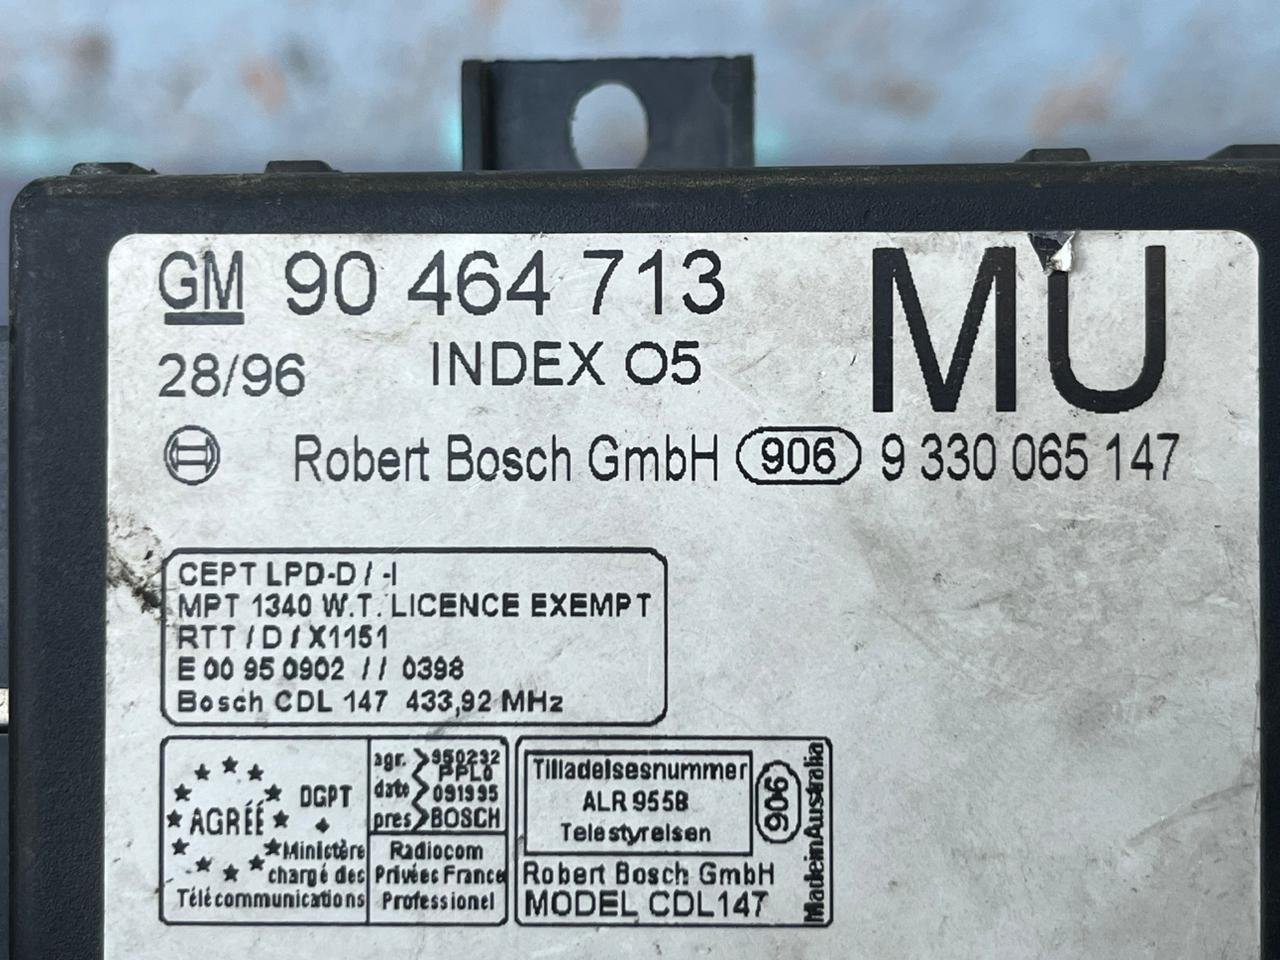 GM 90 464 713 MU
28/96 INDEX O5
Robert Bosch GmbH 906 9 330 065 147
CEPT LPD-D / -I
MPT 1340 W.T. LICENCE EXEMPT
RTT / D / X1151
E 00 95 0902 // 0398
Bosch CDL 147 433,92 MHz
AGRÉÉ
DGPT
Ministère
chargé des
Télécommunications
agr. 950232
PPL0
date 091995
pres BOSCH
Radiocom
Privées France
Professionel
Tilladelsesnummer
ALR 955B
Telestyrelsen
906
Robert Bosch GmbH
MODEL CDL147
Made in Australia